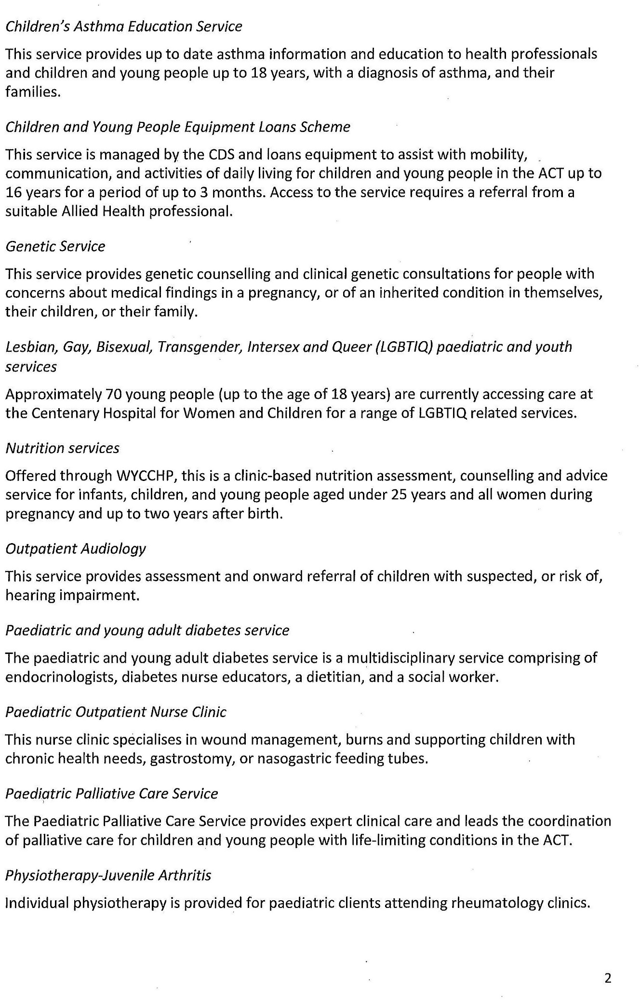 Children's Asthma Education Service
This service provides up to date asthma information and education to health professionals
and children and young people up to 18 years, with a diagnosis of asthma, and their
families.
Children and Young People Equipment Loans Scheme
This service is managed by the CDS and loans equipment to assist with mobility,
communication, and activities of daily living for children and young people in the ACT up to
16 years for a period of up to 3 months. Access to the service requires a referral from a
suitable Allied Health professional.
Genetic Service
This service provides genetic counselling and clinical genetic consultations for people with
concerns about medical findings in a pregnancy, or of an inherited condition in themselves,
their children, or their family.
Lesbian, Gay, Bisexual, Transgender, Intersex and Queer (LGBTIQ) paediatric and youth
services
Approximately 70 young people (up to the age of 18 years) are currently accessing care at
the Centenary Hospital for Women and Children for a range of LGBTIQ related services.
Nutrition services
Offered through WYCCHP, this is a clinic-based nutrition assessment, counselling and advice
service for infants, children, and young people aged under 25 years and all women during
pregnancy and up to two years after birth.
Outpatient Audiology
This service provides assessment and onward referral of children with suspected, or risk of,
hearing impairment.
Paediatric and young adult diabetes service
The paediatric and young adult diabetes service is a multidisciplinary service comprising of
endocrinologists, diabetes nurse educators, a dietitian, and a social worker.
Paediatric Outpatient Nurse Clinic
This nurse clinic specialises in wound management, burns and supporting children with
chronic health needs, gastrostomy, or nasogastric feeding tubes.
Paediatric Palliative Care Service
The Paediatric Palliative Care Service provides expert clinical care and leads the coordination
of palliative care for children and young people with life-limiting conditions in the ACT.
Physiotherapy-Juvenile Arthritis
Individual physiotherapy is provided for paediatric clients attending rheumatology clinics.
2